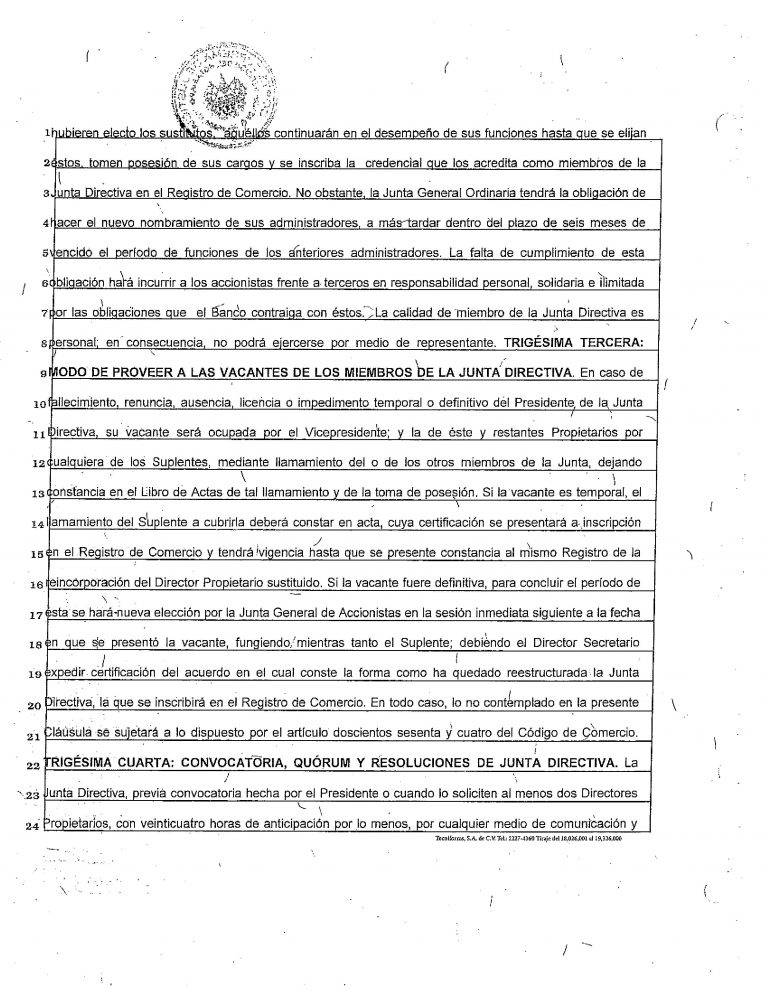 1 hubieren electo los sustitutos, aquéllos continuarán en el desempeño de sus funciones hasta que se elijan
2 éstos, tomen posesión de sus cargos y se inscriba la credencial que los acredita como miembros de la
3 Junta Directiva en el Registro de Comercio. No obstante, la Junta General Ordinaria tendrá la obligación de
4 hacer el nuevo nombramiento de sus administradores, a más tardar dentro del plazo de seis meses de
5 vencido el período de funciones de los anteriores administradores. La falta de cumplimiento de esta
6 obligación hará incurrir a los accionistas frente a terceros en responsabilidad personal, solidaria e ilimitada
7 por las obligaciones que el Banco contraiga con éstos. La calidad de miembro de la Junta Directiva es
8 personal; en consecuencia, no podrá ejercerse por medio de representante. TRIGÉSIMA TERCERA:
9 MODO DE PROVEER A LAS VACANTES DE LOS MIEMBROS DE LA JUNTA DIRECTIVA. En caso de
10 fallecimiento, renuncia, ausencia, licencia o impedimento temporal o definitivo del Presidente de la Junta
11 Directiva, su vacante será ocupada por el Vicepresidente; y la de éste y restantes Propietarios por
12 cualquiera de los Suplentes, mediante llamamiento del o de los otros miembros de la Junta, dejando
13 constancia en el Libro de Actas de tal llamamiento y de la toma de posesión. Si la vacante es temporal, el
14 llamamiento del Suplente a cubrirla deberá constar en acta, cuya certificación se presentará a inscripción
15 en el Registro de Comercio y tendrá vigencia hasta que se presente constancia al mismo Registro de la
16 reincorporación del Director Propietario sustituido. Si la vacante fuere definitiva, para concluir el período de
17 ésta se hará nueva elección por la Junta General de Accionistas en la sesión inmediata siguiente a la fecha
18 en que se presentó la vacante, fungiendo mientras tanto el Suplente; debiendo el Director Secretario
19 expedir certificación del acuerdo en el cual conste la forma como ha quedado reestructurada la Junta
20 Directiva, la que se inscribirá en el Registro de Comercio. En todo caso, lo no contemplado en la presente
21 Cláusula se sujetará a lo dispuesto por el artículo doscientos sesenta y cuatro del Código de Comercio.
22 TRIGÉSIMA CUARTA: CONVOCATORIA, QUÓRUM Y RESOLUCIONES DE JUNTA DIRECTIVA. La
23 Junta Directiva, previa convocatoria hecha por el Presidente o cuando lo soliciten al menos dos Directores
24 Propietarios, con veinticuatro horas de anticipación por lo menos, por cualquier medio de comunicación y
Tecniformas, S.A. de C.V. Tel.: 2227-4360 Tiraje del 18,026,001 al 19,326,000